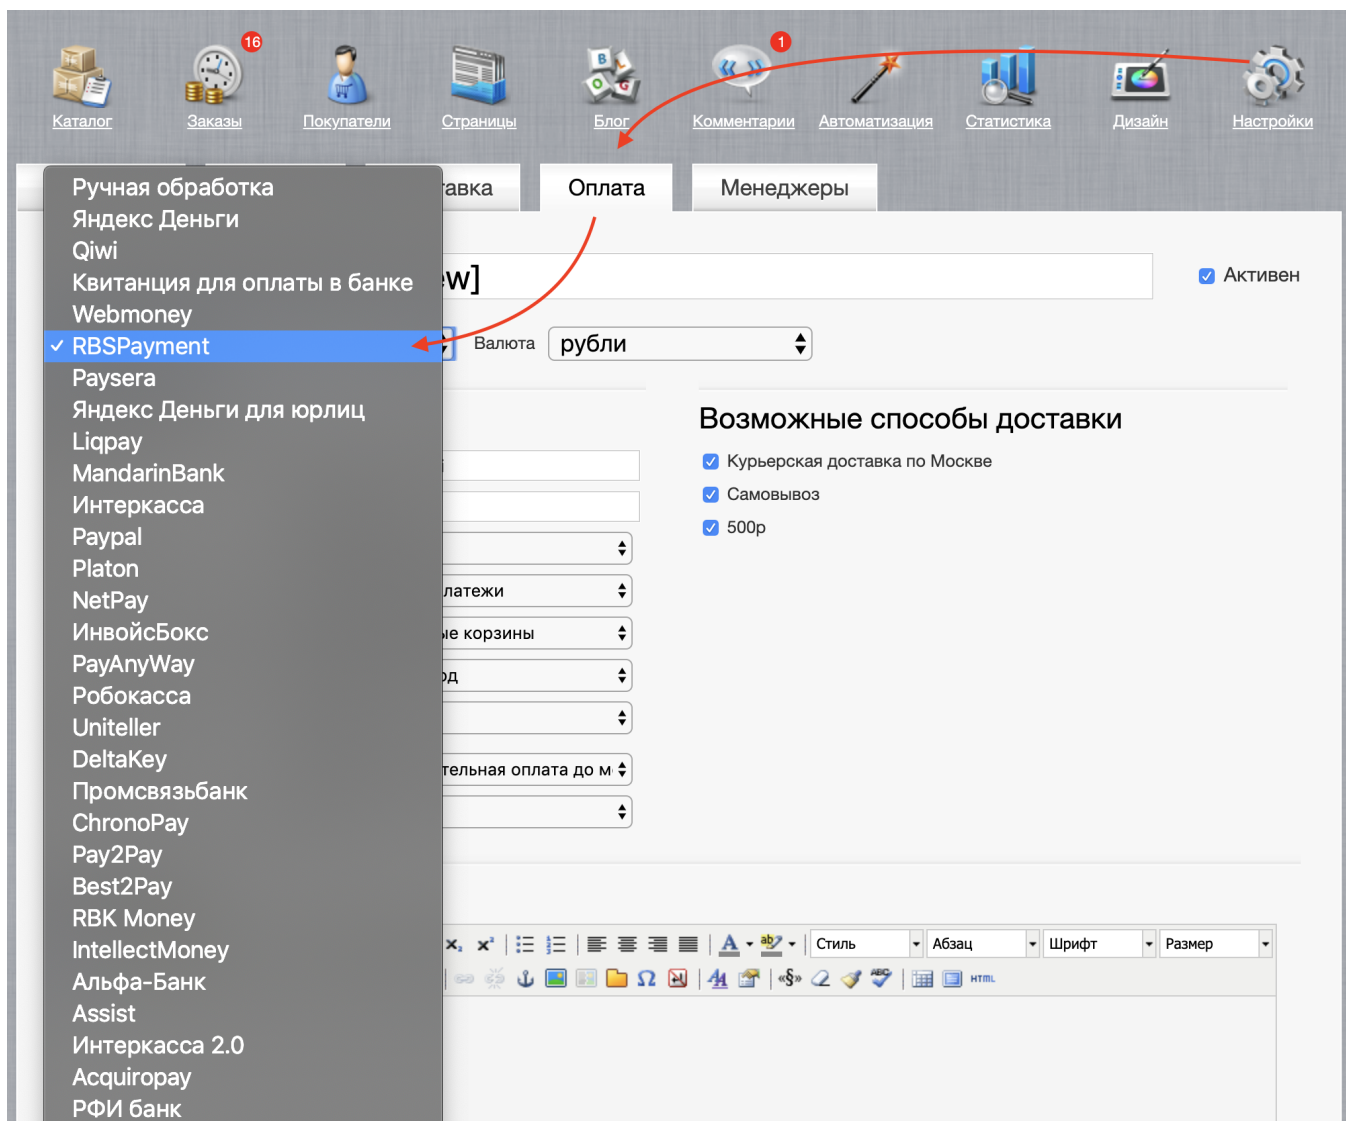 16
1
Каталог
Заказы
Покупатели
Страницы
Блог
Комментарии
Автоматизация
Статистика
Дизайн
Настройки
тавка
Оплата
Менеджеры
Ручная обработка
Яндекс Деньги
Qiwi
Квитанция для оплаты в банке
Webmoney
✓ RBSPayment
Paysera
Яндекс Деньги для юрлиц
Liqpay
MandarinBank
Интеркасса
Paypal
Platon
NetPay
ИнвойсБокс
PayAnyWay
Робокасса
Uniteller
DeltaKey
Промсвязьбанк
ChronoPay
Pay2Pay
Best2Pay
RBK Money
IntellectMoney
Альфа-Банк
Assist
Интеркасса 2.0
Acquiropay
РФИ банк
ew]
Активен
Валюта
рубли
Возможные способы доставки
Курьерская доставка по Москве
Самовывоз
500р
латежи
ые корзины
од
тельная оплата до м
Стиль
Абзац
Шрифт
Размер
HTML